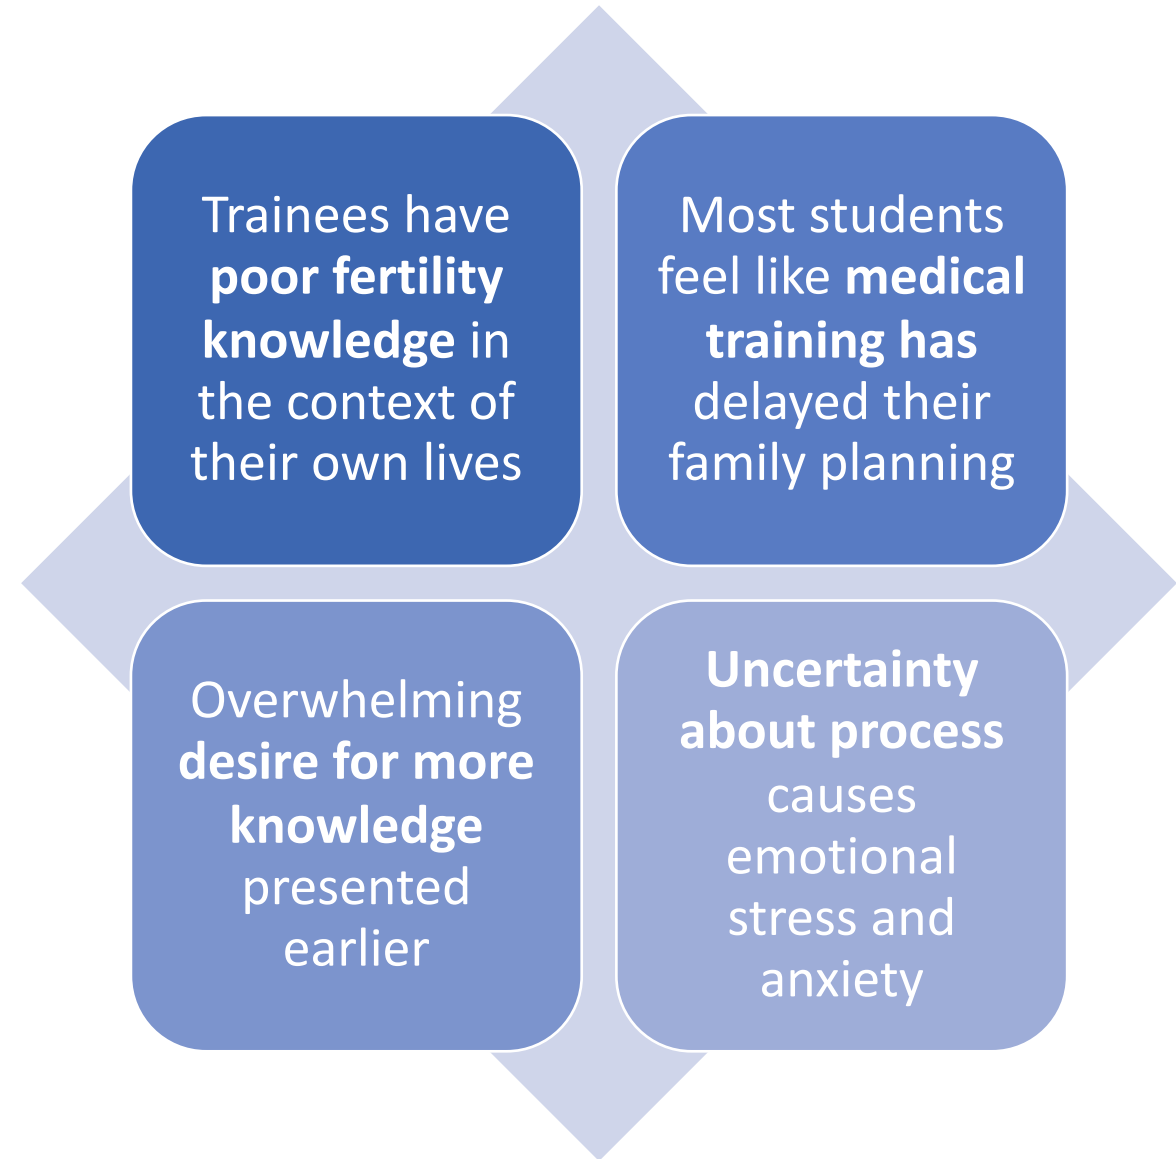 Trainees have
poor fertility
knowledge in
the context of
their own lives
Most students
feel like medical
training has
delayed their
family planning
Overwhelming
desire for more
knowledge
presented
earlier
Uncertainty
about process
causes
emotional
stress and
anxiety